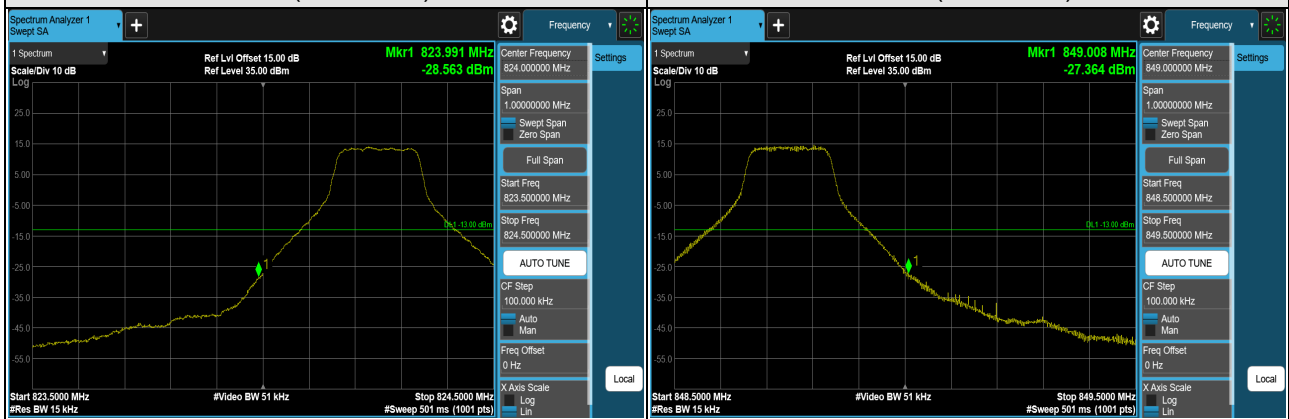 Spectrum Analyzer 1
Swept SA
Frequency
1 Spectrum
Scale/Div 10 dB
Log
Ref Lvl Offset 15.00 dB
Ref Level 35.00 dBm
Mkr1 823.991 MHz
-28.563 dBm
25.0
15.0
5.00
-5.00
-15.0
-25.0
-35.0
-45.0
-55.0
DL1 -13.00 dBm
1
Start 823.5000 MHz
#Res BW 15 kHz
#Video BW 51 kHz
Stop 824.5000 MHz
#Sweep 501 ms (1001 pts)
Center Frequency
824.000000 MHz
Settings
Span
1.00000000 MHz
Swept Span
Zero Span
Full Span
Start Freq
823.500000 MHz
Stop Freq
824.500000 MHz
AUTO TUNE
CF Step
100.000 kHz
Auto
Man
Freq Offset
0 Hz
X Axis Scale
Log
Lin
Local
Spectrum Analyzer 1
Swept SA
Frequency
1 Spectrum
Scale/Div 10 dB
Log
Ref Lvl Offset 15.00 dB
Ref Level 35.00 dBm
Mkr1 849.008 MHz
-27.364 dBm
25.0
15.0
5.00
-5.00
-15.0
-25.0
-35.0
-45.0
-55.0
DL1 -13.00 dBm
1
Start 848.5000 MHz
#Res BW 15 kHz
#Video BW 51 kHz
Stop 849.5000 MHz
#Sweep 501 ms (1001 pts)
Center Frequency
849.000000 MHz
Settings
Span
1.00000000 MHz
Swept Span
Zero Span
Full Span
Start Freq
848.500000 MHz
Stop Freq
849.500000 MHz
AUTO TUNE
CF Step
100.000 kHz
Auto
Man
Freq Offset
0 Hz
X Axis Scale
Log
Lin
Local